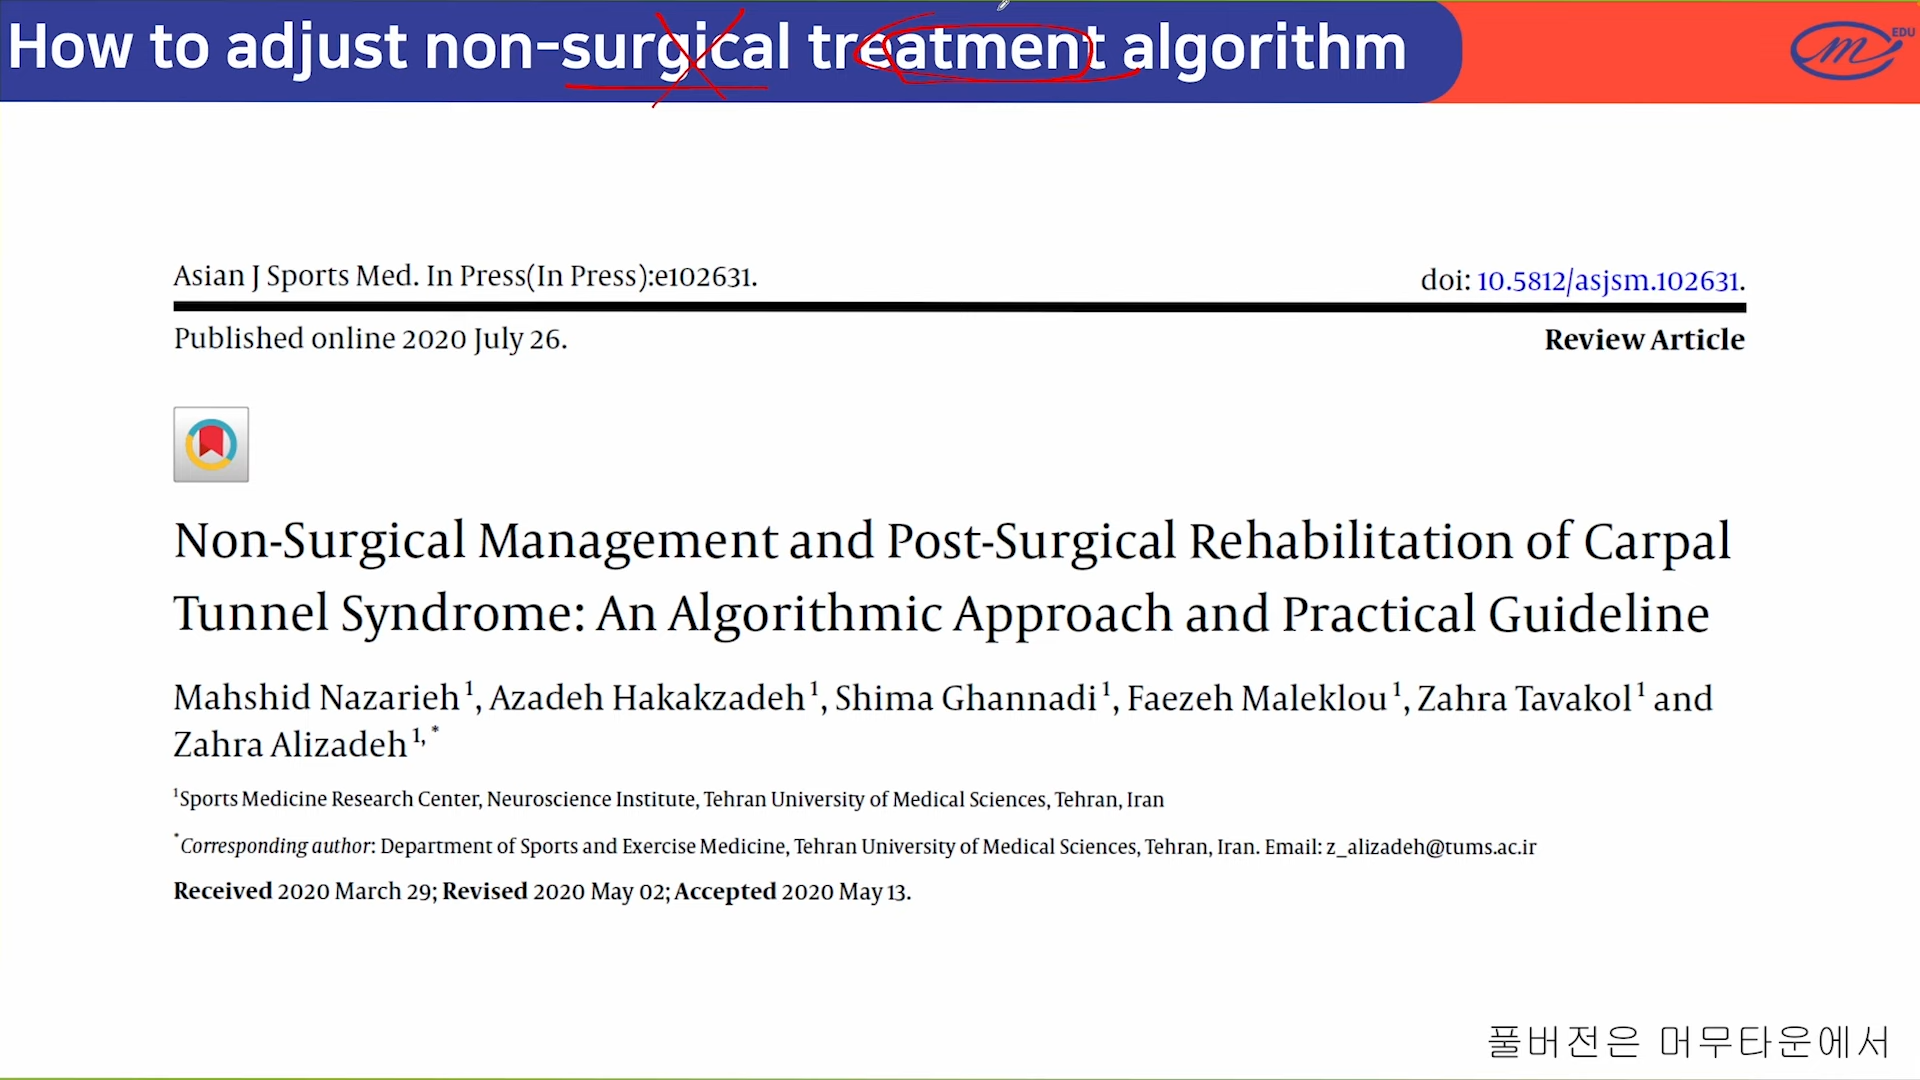 How to adjust non-surgical treatment algorithm
EDU
m
Asian J Sports Med. In Press(In Press):e102631.
doi: 10.5812/asjsm.102631.
Published online 2020 July 26.
Review Article
Non-Surgical Management and Post-Surgical Rehabilitation of Carpal
Tunnel Syndrome: An Algorithmic Approach and Practical Guideline
Mahshid Nazarieh1, Azadeh Hakakzadeh1, Shima Ghannadi1, Faezeh Maleklou1, Zahra Tavakol1 and
Zahra Alizadeh1,*
1Sports Medicine Research Center, Neuroscience Institute, Tehran University of Medical Sciences, Tehran, Iran
*Corresponding author: Department of Sports and Exercise Medicine, Tehran University of Medical Sciences, Tehran, Iran. Email: z_alizadeh@tums.ac.ir
Received 2020 March 29; Revised 2020 May 02; Accepted 2020 May 13.
풀버전은 머무타운에서